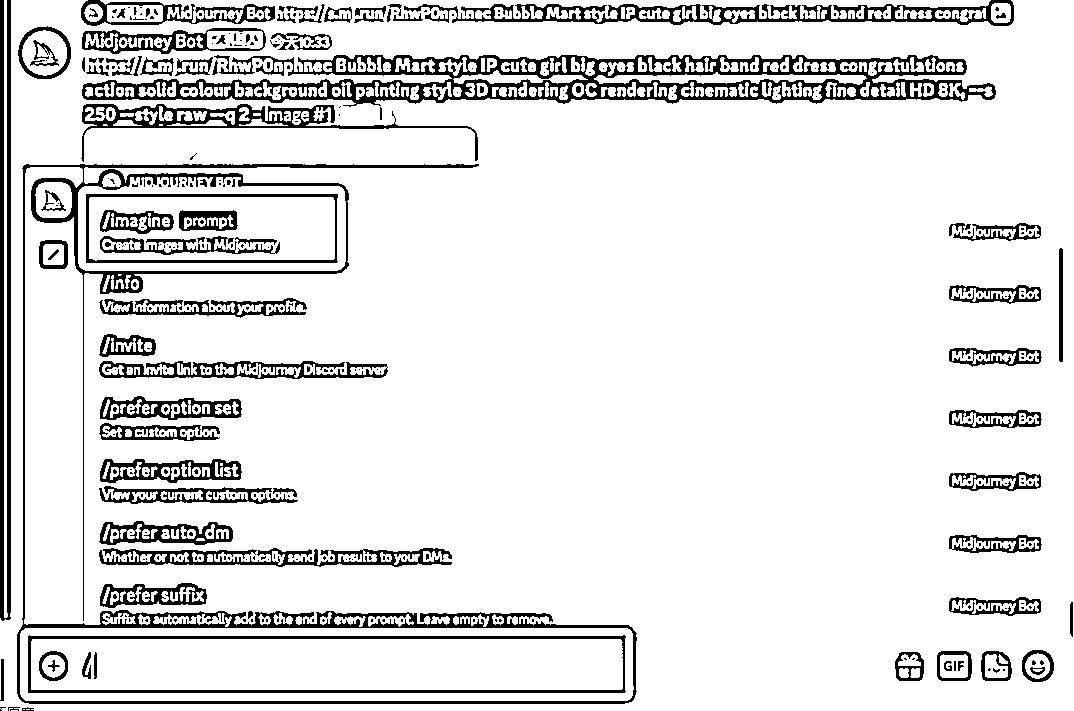 Midjourney Bot https://s.mj.run/RhwP0nphnec Bubble Mart style IP cute girl big eyes black hair band red dress congrat
Midjourney Bot 今天10:33
https://s.mj.run/RhwP0nphnec Bubble Mart style IP cute girl big eyes black hair band red dress congratulations
action solid colour background oil painting style 3D rendering OC rendering cinematic lighting fine detail HD 8K, --s
250 --style raw --q 2 - Image #1
MIDJOURNEY BOT
/imagine prompt
Create images with Midjourney
Midjourney Bot
/info
View information about your profile.
Midjourney Bot
/invite
Get an invite link to the Midjourney Discord server
Midjourney Bot
/prefer option set
Set a custom option.
Midjourney Bot
/prefer option list
View your current custom options.
Midjourney Bot
/prefer auto_dm
Whether or not to automatically send job results to your DMs.
Midjourney Bot
/prefer suffix
Suffix to automatically add to the end of every prompt. Leave empty to remove.
Midjourney Bot
/
GIF